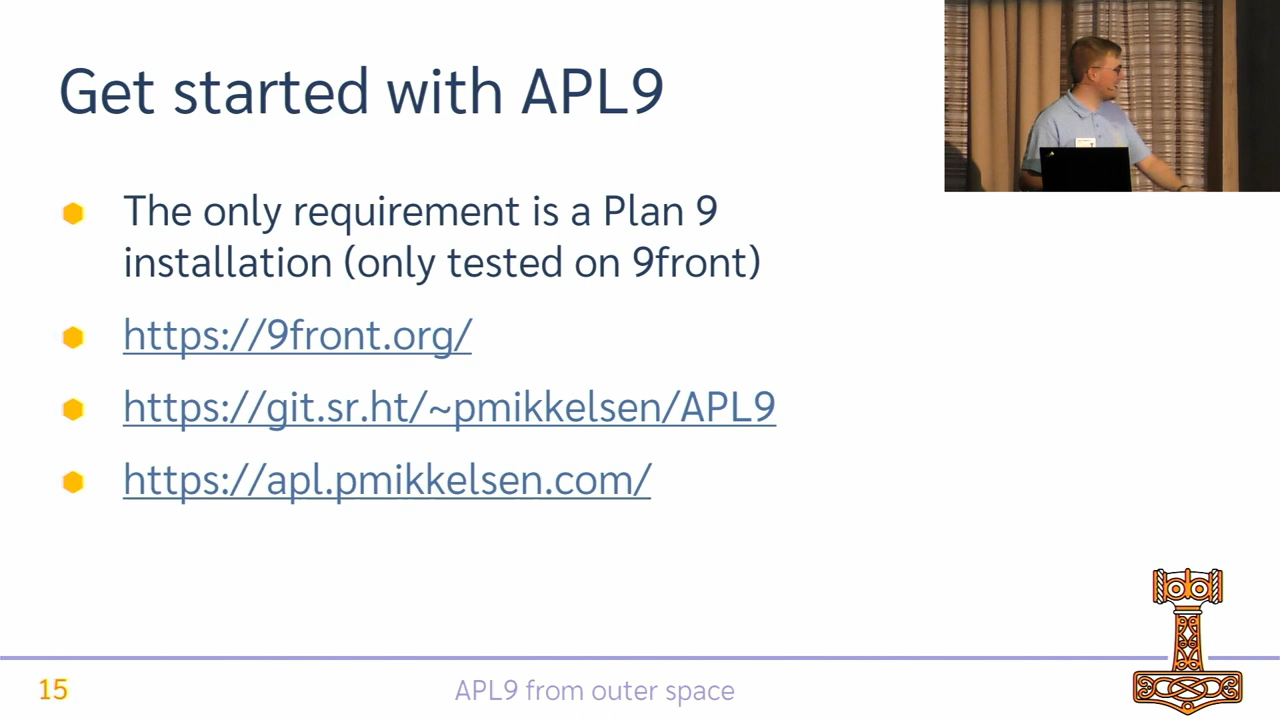 Get started with APL9
The only requirement is a Plan 9
installation (only tested on 9front)
https://9front.org/
https://git.sr.ht/~pmikkelsen/APL9
https://apl.pmikkelsen.com/
15
APL9 from outer space